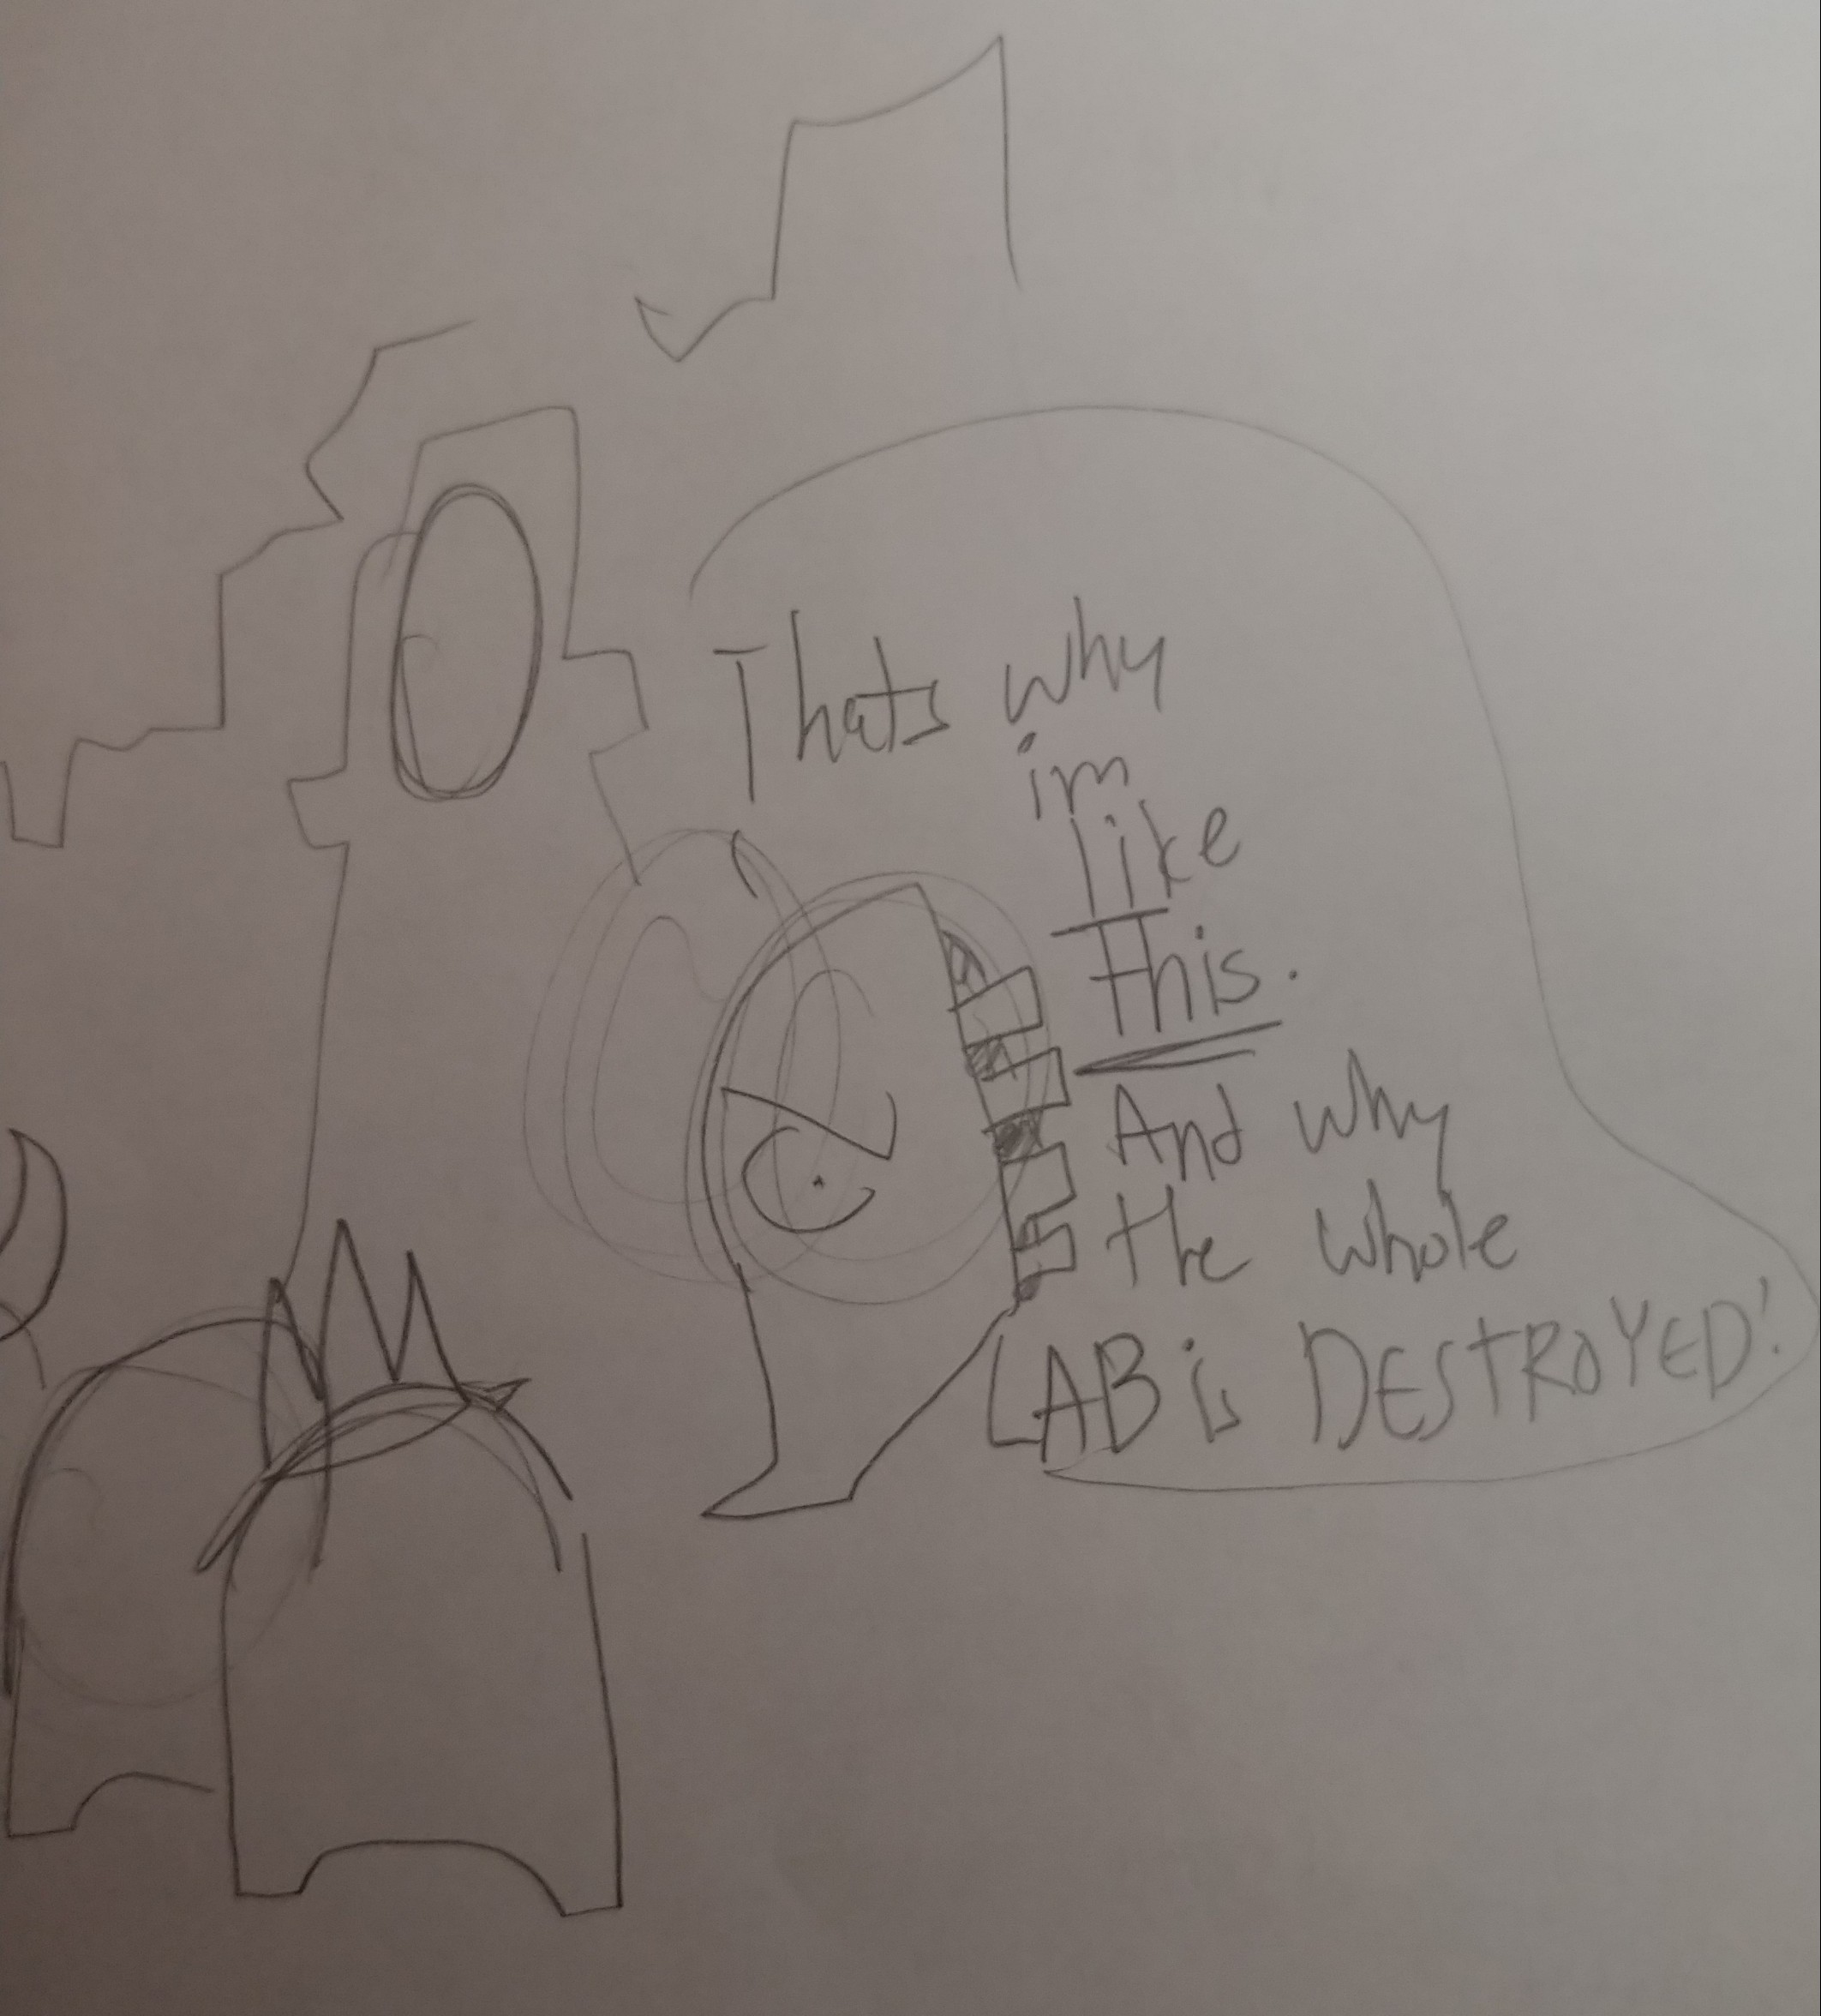 Thats why
im
like
This.
And why
the whole
LAB is DESTROYED!